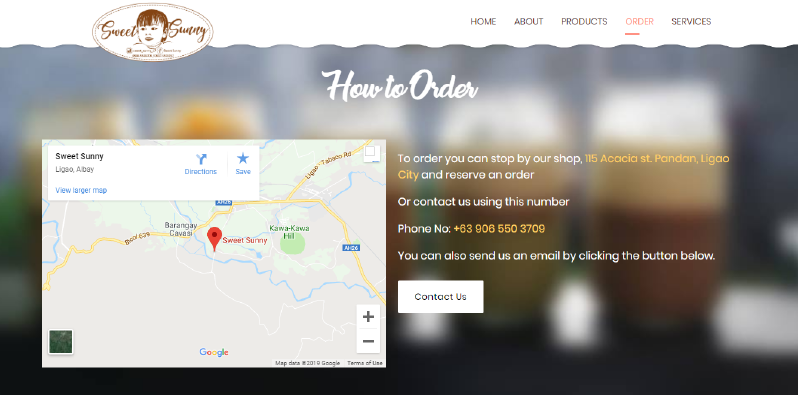 Sweet Sunny
HOME
ABOUT
PRODUCTS
ORDER
SERVICES
How to Order
Sweet Sunny
Ligao, Albay
View larger map
Directions
Save
Ligao - Tabaco Rd
AH26
Barangay
Cavasi
Kawa-Kawa
Hill
Sweet Sunny
AH26
Google
Map data ©2019 Google
Terms of Use
To order you can stop by our shop, 115 Acacia st. Pandan, Ligao
City and reserve an order
Or contact us using this number
Phone No: +63 906 550 3709
You can also send us an email by clicking the button below.
Contact Us